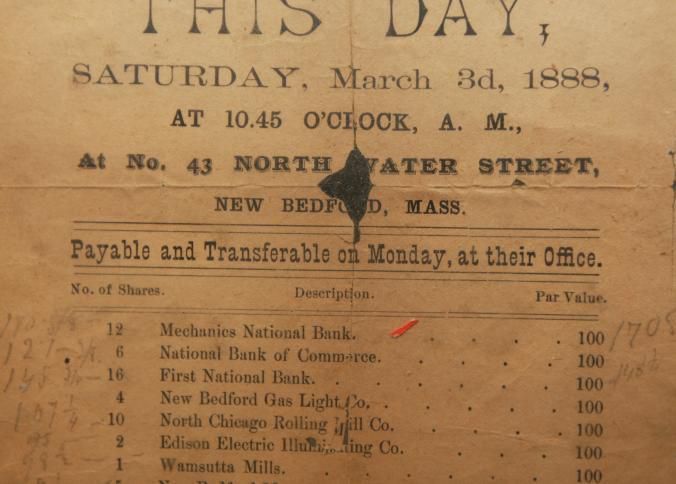 THIS DAY,
SATURDAY, March 3d, 1888,
AT 10.45 O'CLOCK, A. M.,
At No. 43 NORTH WATER STREET,
NEW BEDFORD, MASS.
Payable and Transferable on Monday, at their Office.
No. of Shares. Description. Par Value.
12 Mechanics National Bank. 100
6 National Bank of Commerce. 100
16 First National Bank. 100
4 New Bedford Gas Light Co. 100
10 North Chicago Rolling Mill Co. 100
2 Edison Electric Illuminating Co. 100
1 Wamsutta Mills. 100